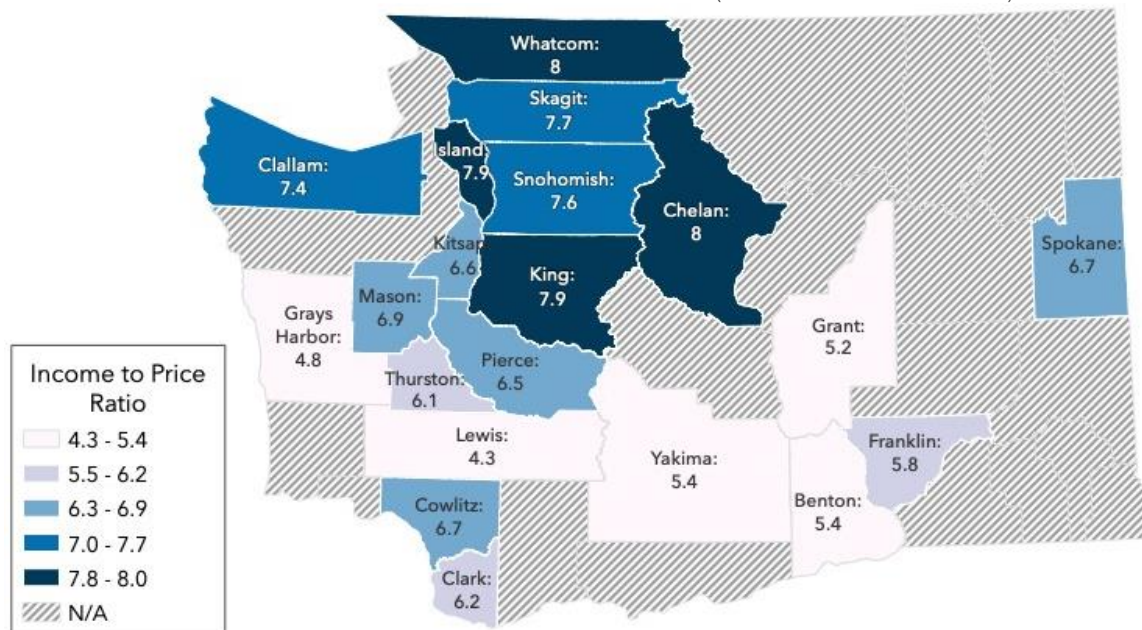 Whatcom:
8
Skagit:
7.7
Island:
7.9
Clallam:
7.4
Snohomish:
7.6
Chelan:
8
Kitsap
6.6
King:
7.9
Spokane:
6.7
Mason:
6.9
Grays
Harbor:
4.8
Pierce:
6.5
Grant:
5.2
Thurston:
6.1
Lewis:
4.3
Yakima:
5.4
Franklin:
5.8
Benton:
5.4
Cowlitz:
6.7
Clark:
6.2
Income to Price
Ratio
4.3 - 5.4
5.5 - 6.2
6.3 - 6.9
7.0 - 7.7
7.8 - 8.0
N/A